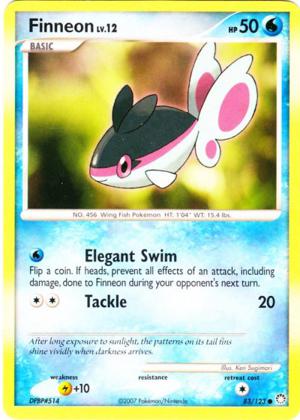 Finneon LV.12 HP 50
BASIC
NO. 456 Wing Fish Pokémon HT. 1'04" WT. 15.4 lbs.
Elegant Swim
Flip a coin. If heads, prevent all effects of an attack, including
damage, done to Finneon during your opponent's next turn.
Tackle 20
After long exposure to sunlight, the patterns on its tail fins
shine vividly when darkness arrives.
Illus. Ken Sugimori
weakness resistance retreat cost
+10
DPBP#514 ©2007 Pokémon/Nintendo 83/123